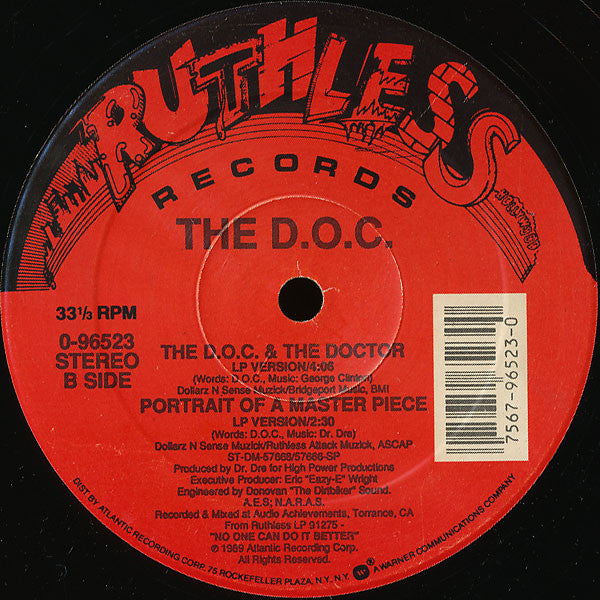 RUTHLESS
RECORDS
THE D.O.C.
33 1/3 RPM
0-96523
STEREO
B SIDE
THE D.O.C. & THE DOCTOR
LP VERSION/4:06
(Words: D.O.C., Music: George Clinton)
Dollarz N Sense Muzick/Bridgeport Music, BMI
PORTRAIT OF A MASTER PIECE
LP VERSION/2:30
(Words: D.O.C., Music: Dr. Dre)
Dollarz N Sense Muzick/Ruthless Attack Muzick, ASCAP
ST-DM-57668/57666-SP
Produced by Dr. Dre for High Power Productions
Executive Producer: Eric "Eazy-E" Wright
Engineered by Donovan "The Dirtbiker" Sound.
A.E.S; N.A.R.A.S.
Recorded & Mixed at Audio Achievements, Torrance, CA
From Ruthless LP 91275 -
"NO ONE CAN DO IT BETTER"
℗ 1989 Atlantic Recording Corp.
All Rights Reserved.
7567-96523-0
DIST BY ATLANTIC RECORDING CORP. 75 ROCKEFELLER PLAZA, N.Y. N.Y. A WARNER COMMUNICATIONS COMPANY